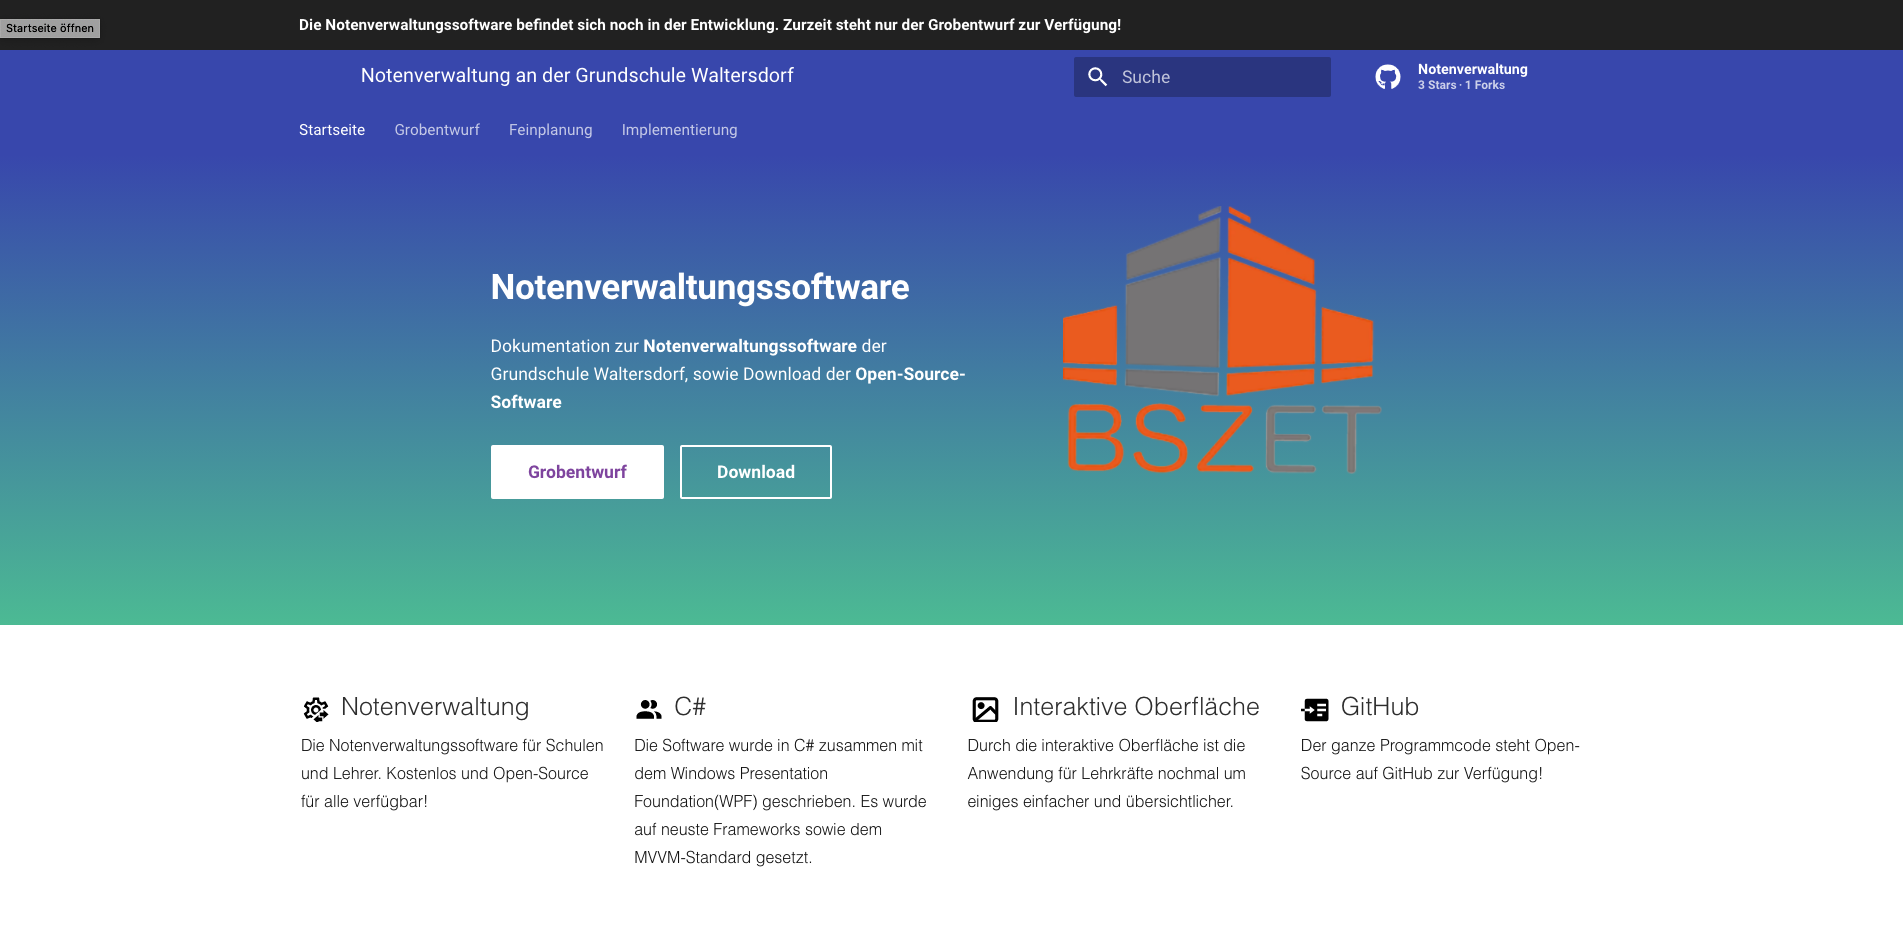 Die Notenverwaltungssoftware befindet sich noch in der Entwicklung. Zurzeit steht nur der Grobentwurf zur Verfügung!
Startseite öffnen
Notenverwaltung an der Grundschule Waltersdorf
Suche
Notenverwaltung
3 Stars · 1 Forks
Startseite
Grobentwurf
Feinplanung
Implementierung
Notenverwaltungssoftware
Dokumentation zur Notenverwaltungssoftware der
Grundschule Waltersdorf, sowie Download der Open-Source-
Software
Grobentwurf
Download
BSZET
Notenverwaltung
Die Notenverwaltungssoftware für Schulen
und Lehrer. Kostenlos und Open-Source
für alle verfügbar!
C#
Die Software wurde in C# zusammen mit
dem Windows Presentation
Foundation(WPF) geschrieben. Es wurde
auf neuste Frameworks sowie dem
MVVM-Standard gesetzt.
Interaktive Oberfläche
Durch die interaktive Oberfläche ist die
Anwendung für Lehrkräfte nochmal um
einiges einfacher und übersichtlicher.
GitHub
Der ganze Programmcode steht Open-
Source auf GitHub zur Verfügung!